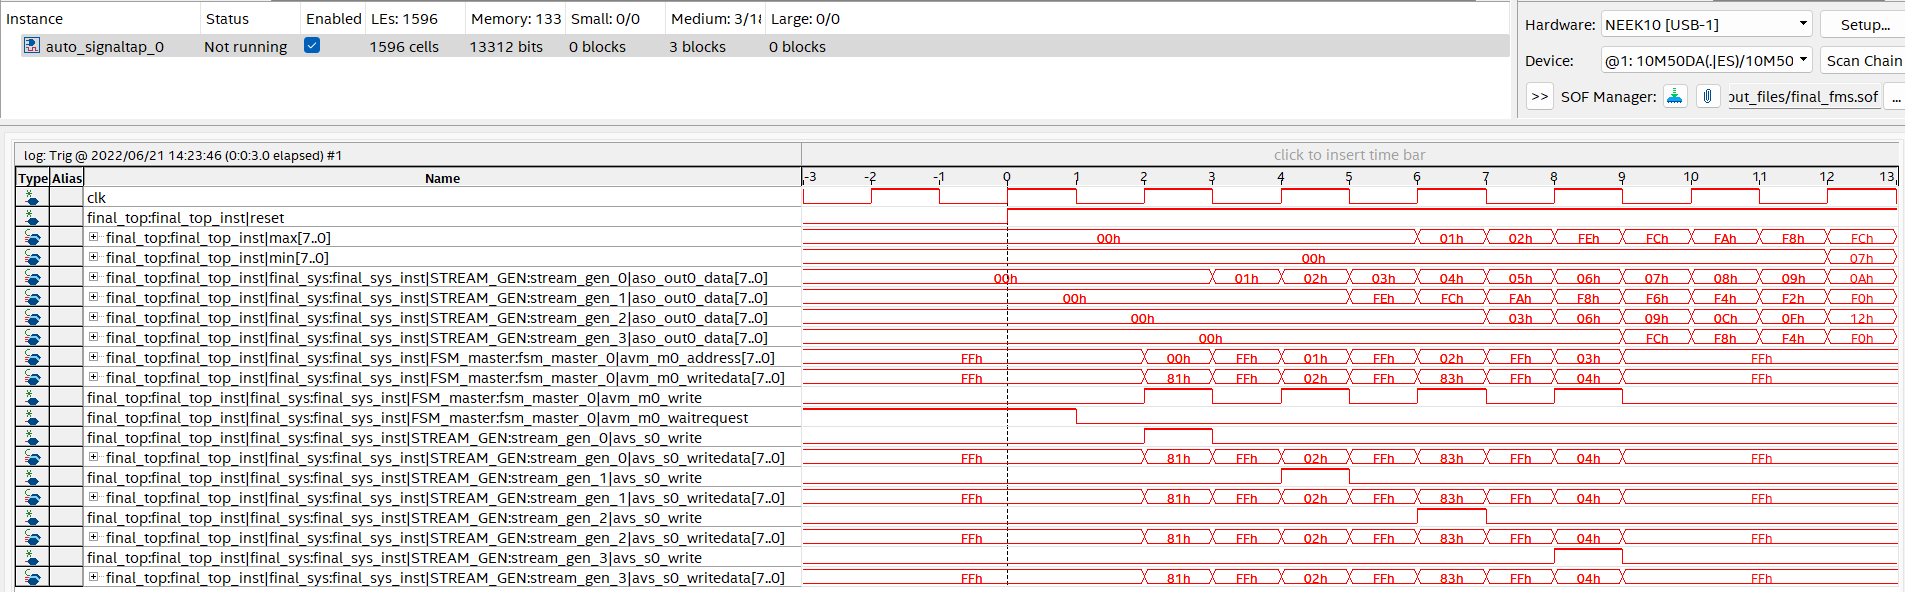 Instance Status Enabled LEs: 1596 Memory: 133 Small: 0/0 Medium: 3/18 Large: 0/0
auto_signaltap_0 Not running 1596 cells 13312 bits 0 blocks 3 blocks 0 blocks
Hardware: NEEK10 [USB-1] Setup...
Device: @1: 10M50DA(.|ES)/10M50 Scan Chain
>> SOF Manager: out_files/final_fms.sof ...
log: Trig @ 2022/06/21 14:23:46 (0:0:3.0 elapsed) #1 click to insert time bar
Type Alias Name -3 -2 -1 0 1 2 3 4 5 6 7 8 9 10 11 12 13
clk
final_top:final_top_inst|reset
final_top:final_top_inst|max[7..0] 00h 01h 02h FEh FCh FAh F8h FCh
final_top:final_top_inst|min[7..0] 00h 07h
final_top:final_top_inst|final_sys:final_sys_inst|STREAM_GEN:stream_gen_0|aso_out0_data[7..0] 00h 01h 02h 03h 04h 05h 06h 07h 08h 09h 0Ah
final_top:final_top_inst|final_sys:final_sys_inst|STREAM_GEN:stream_gen_1|aso_out0_data[7..0] 00h FEh FCh FAh F8h F6h F4h F2h F0h
final_top:final_top_inst|final_sys:final_sys_inst|STREAM_GEN:stream_gen_2|aso_out0_data[7..0] 00h 03h 06h 09h 0Ch 0Fh 12h
final_top:final_top_inst|final_sys:final_sys_inst|STREAM_GEN:stream_gen_3|aso_out0_data[7..0] 00h FCh F8h F4h F0h
final_top:final_top_inst|final_sys:final_sys_inst|FSM_master:fsm_master_0|avm_m0_address[7..0] FFh 00h FFh 01h FFh 02h FFh 03h FFh
final_top:final_top_inst|final_sys:final_sys_inst|FSM_master:fsm_master_0|avm_m0_writedata[7..0] FFh 81h FFh 02h FFh 83h FFh 04h FFh
final_top:final_top_inst|final_sys:final_sys_inst|FSM_master:fsm_master_0|avm_m0_write
final_top:final_top_inst|final_sys:final_sys_inst|FSM_master:fsm_master_0|avm_m0_waitrequest
final_top:final_top_inst|final_sys:final_sys_inst|STREAM_GEN:stream_gen_0|avs_s0_write
final_top:final_top_inst|final_sys:final_sys_inst|STREAM_GEN:stream_gen_0|avs_s0_writedata[7..0] FFh 81h FFh 02h FFh 83h FFh 04h FFh
final_top:final_top_inst|final_sys:final_sys_inst|STREAM_GEN:stream_gen_1|avs_s0_write
final_top:final_top_inst|final_sys:final_sys_inst|STREAM_GEN:stream_gen_1|avs_s0_writedata[7..0] FFh 81h FFh 02h FFh 83h FFh 04h FFh
final_top:final_top_inst|final_sys:final_sys_inst|STREAM_GEN:stream_gen_2|avs_s0_write
final_top:final_top_inst|final_sys:final_sys_inst|STREAM_GEN:stream_gen_2|avs_s0_writedata[7..0] FFh 81h FFh 02h FFh 83h FFh 04h FFh
final_top:final_top_inst|final_sys:final_sys_inst|STREAM_GEN:stream_gen_3|avs_s0_write
final_top:final_top_inst|final_sys:final_sys_inst|STREAM_GEN:stream_gen_3|avs_s0_writedata[7..0] FFh 81h FFh 02h FFh 83h FFh 04h FFh